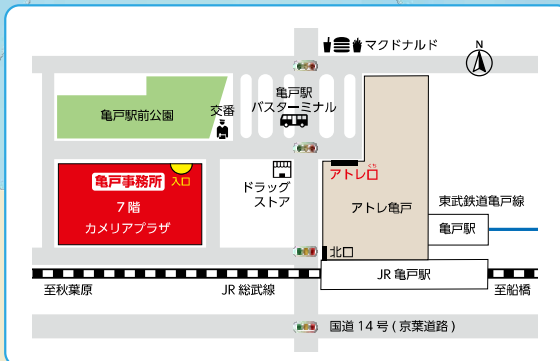 マクドナルド
N
亀戸駅
バスターミナル
交番
亀戸駅前公園
くち
アトレ口
亀戸事務所
入口
7階
カメリアプラザ
ドラッグ
ストア
アトレ亀戸
東武鉄道亀戸線
亀戸駅
北口
JR 亀戸駅
至秋葉原
JR 総武線
至船橋
国道 14 号 ( 京葉道路 )